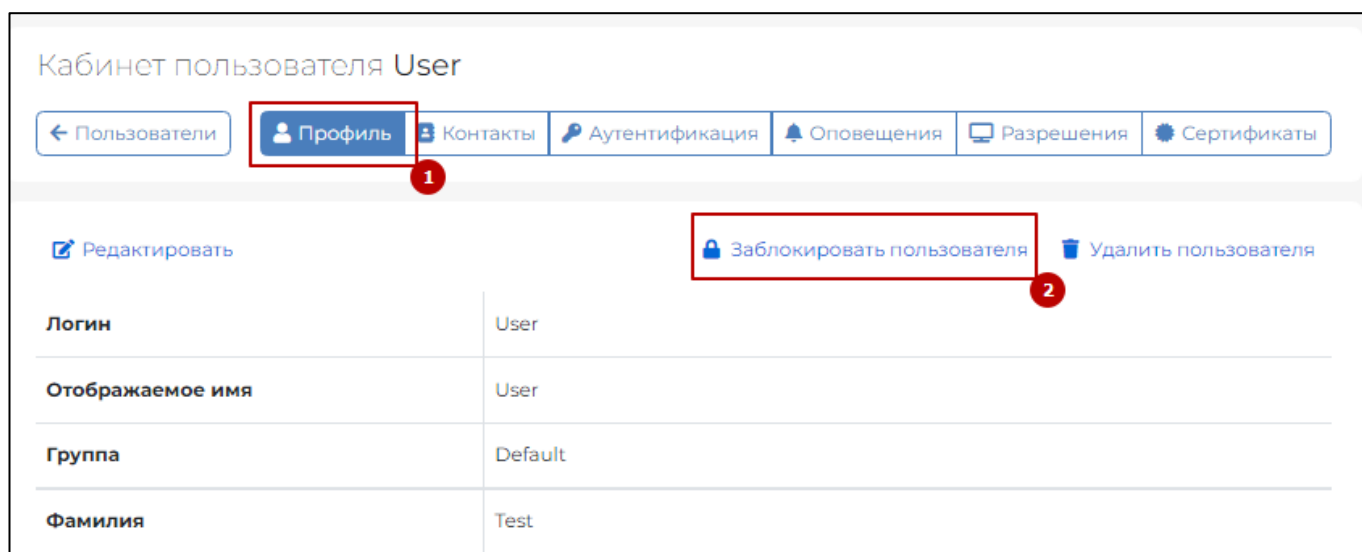 Кабинет пользователя User
Пользователи Профиль Контакты Аутентификация Оповещения Разрешения Сертификаты
1
Редактировать Заблокировать пользователя Удалить пользователя
2
Логин User
Отображаемое имя User
Группа Default
Фамилия Test